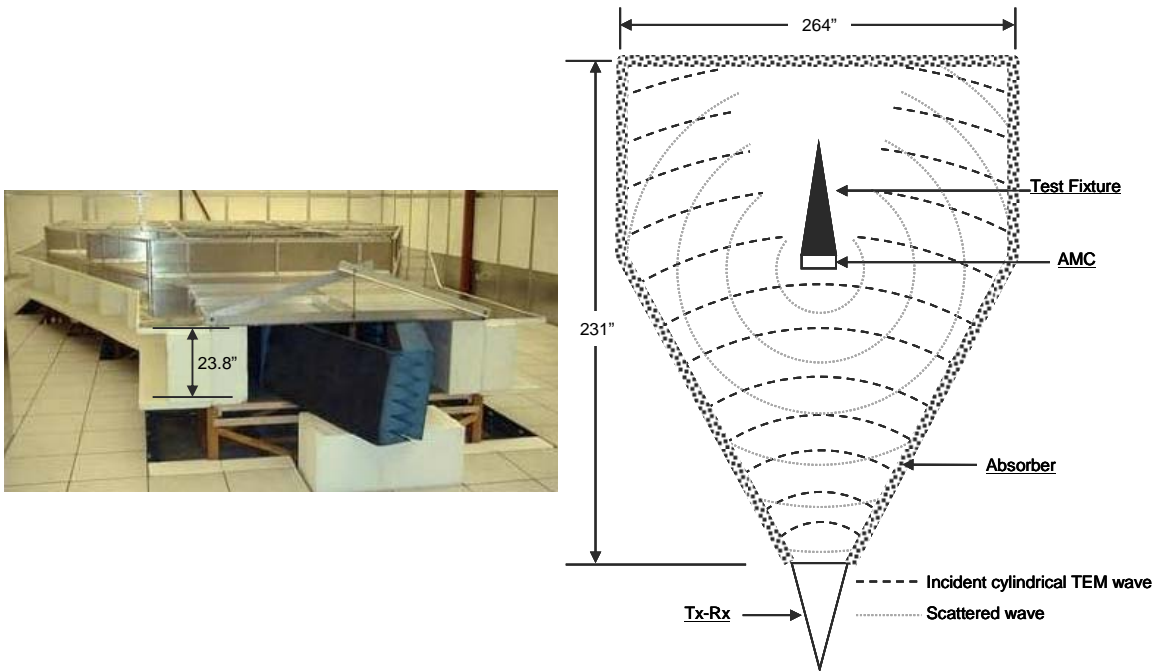 264”
Test Fixture
AMC
231”
23.8”
Absorber
Incident cylindrical TEM wave
Tx-Rx
Scattered wave